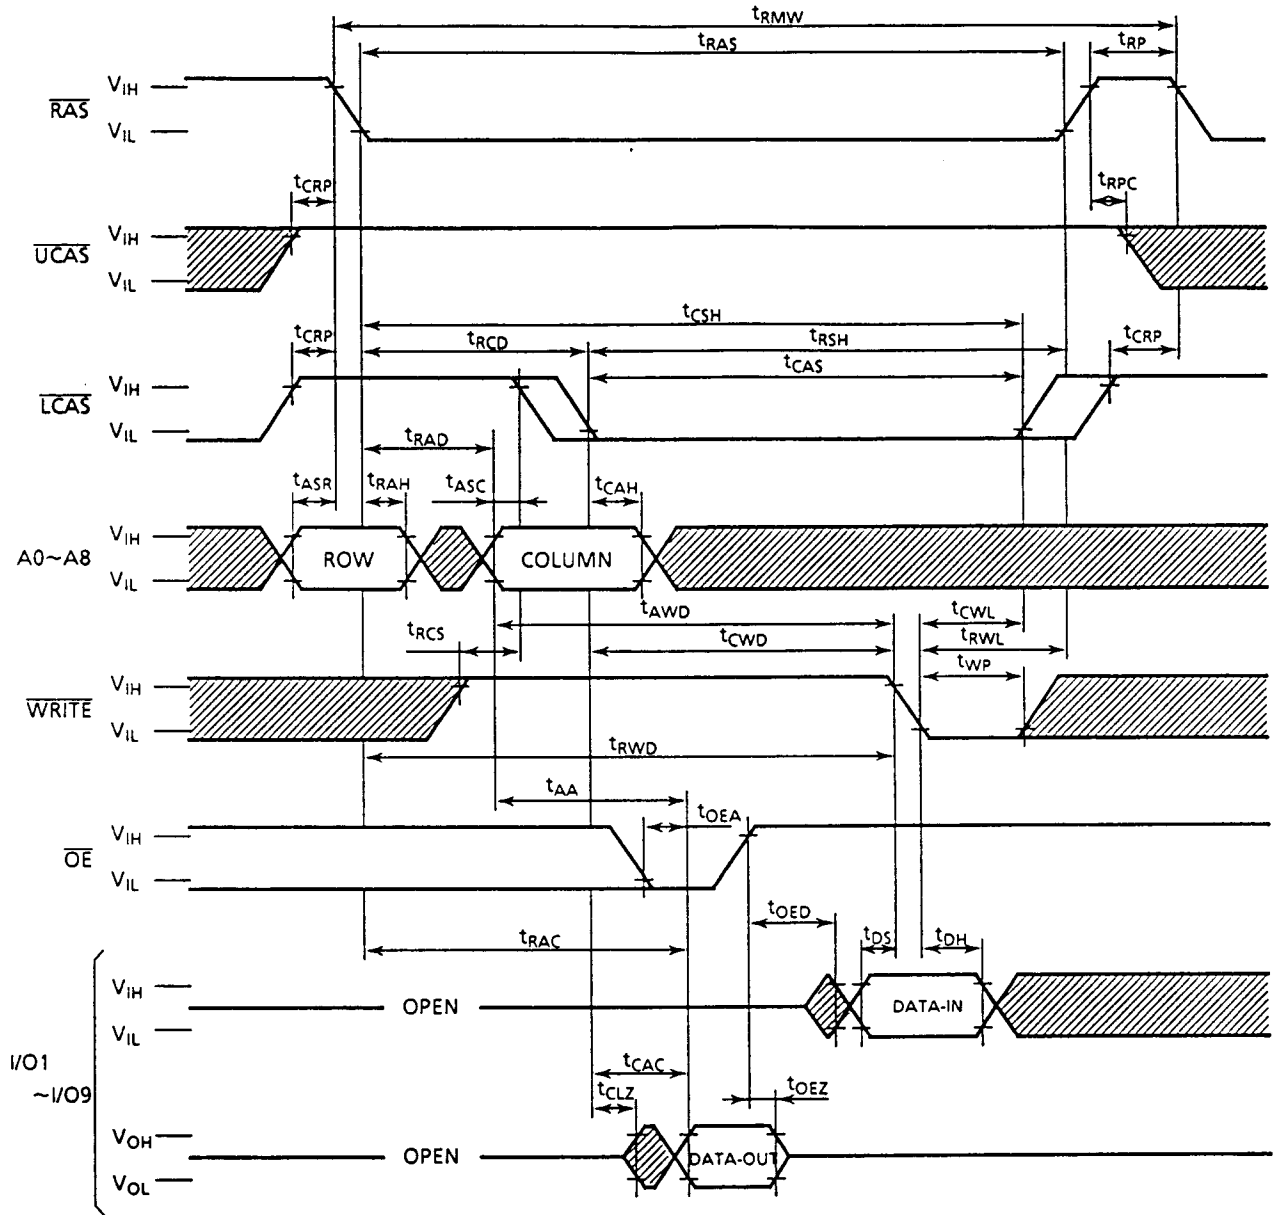 tRMW
tRAS
tRP
RAS
VIH
VIL
tCRP
tRPC
UCAS
VIH
VIL
tCSH
tCRP
tRCD
tRSH
tCRP
tCAS
LCAS
VIH
VIL
tRAD
tASR
tRAH
tASC
tCAH
A0~A8
VIH
VIL
ROW
COLUMN
tAWD
tCWL
tRCS
tCWD
tRWL
tWP
WRITE
VIH
VIL
tRWD
tAA
tOEA
OE
VIH
VIL
tOED
tRAC
tDS
tDH
VIH
VIL
OPEN
DATA-IN
I/O1
~I/O9
tCAC
tCLZ
tOEZ
VOH
VOL
OPEN
DATA-OUT